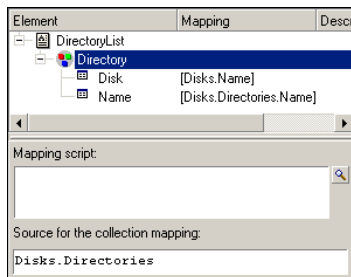 Element Mapping Descri
DirectoryList
Directory
Disk [Disks.Name]
Name [Disks.Directories.Name]
Mapping script:
Source for the collection mapping:
Disks.Directories